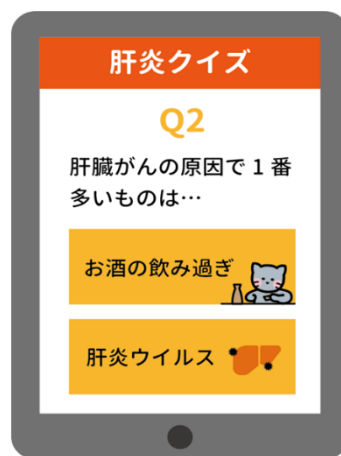 肝炎クイズ
Q2
肝臓がんの原因で1番
多いものは…
お酒の飲み過ぎ
肝炎ウイルス